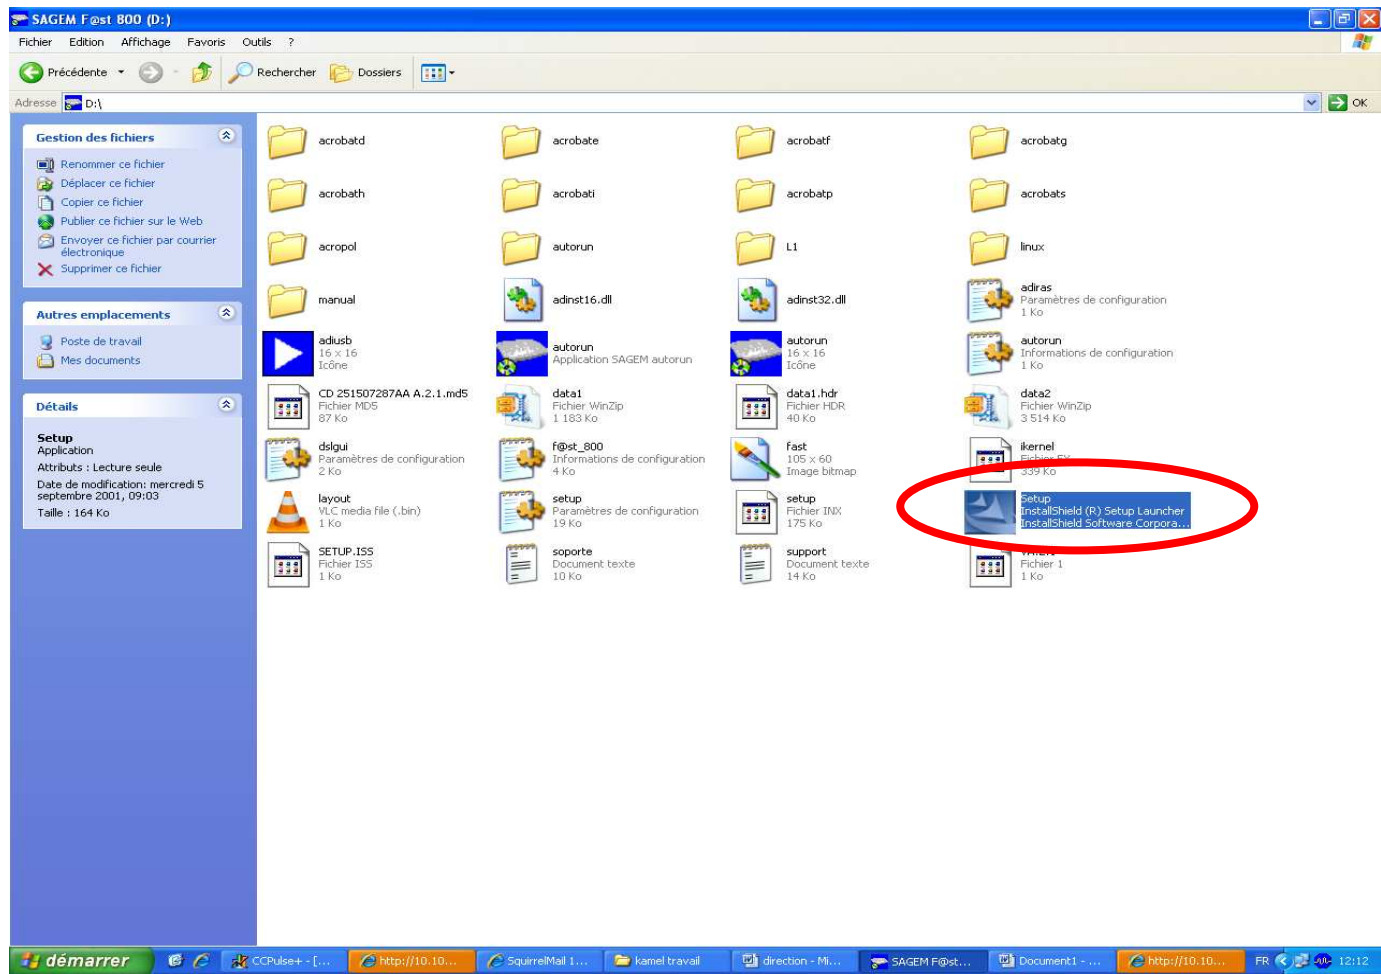 SAGEM F@st 800 (D:)
Fichier Edition Affichage Favoris Outils ?
Précédente Rechercher Dossiers
Adresse D:\ OK
Gestion des fichiers
Renommer ce fichier
Déplacer ce fichier
Copier ce fichier
Publier ce fichier sur le Web
Envoyer ce fichier par courrier
électronique
Supprimer ce fichier
Autres emplacements
Poste de travail
Mes documents
Détails
Setup
Application
Attributs : Lecture seule
Date de modification: mercredi 5
septembre 2001, 09:03
Taille : 164 Ko
acrobatd
acrobate
acrobatf
acrobatg
acrobath
acrobati
acrobatp
acrobats
acropol
autorun
L1
linux
manual
adinst16.dll
adinst32.dll
adiras
Paramètres de configuration
1 Ko
adiusb
16 x 16
Icône
autorun
Application SAGEM autorun
autorun
16 x 16
Icône
autorun
Informations de configuration
1 Ko
CD 251507287AA A.2.1.md5
Fichier MD5
87 Ko
data1
Fichier WinZip
1 183 Ko
data1.hdr
Fichier HDR
40 Ko
data2
Fichier WinZip
3 514 Ko
dslgui
Paramètres de configuration
2 Ko
f@st_800
Informations de configuration
4 Ko
fast
105 x 60
Image bitmap
ikernel
Fichier
339 Ko
layout
VLC media file (.bin)
1 Ko
setup
Paramètres de configuration
19 Ko
setup
Fichier INX
175 Ko
Setup
InstallShield (R) Setup Launcher
InstallShield Software Corpora...
SETUP.ISS
Fichier ISS
1 Ko
soporte
Document texte
10 Ko
support
Document texte
14 Ko
Fichier 1
1 Ko
démarrer CCPulse+ - [... http://10.10... SquirrelMail 1... kamel travail direction - Mi... SAGEM F@st... Document1 - ... http://10.10... FR 12:12